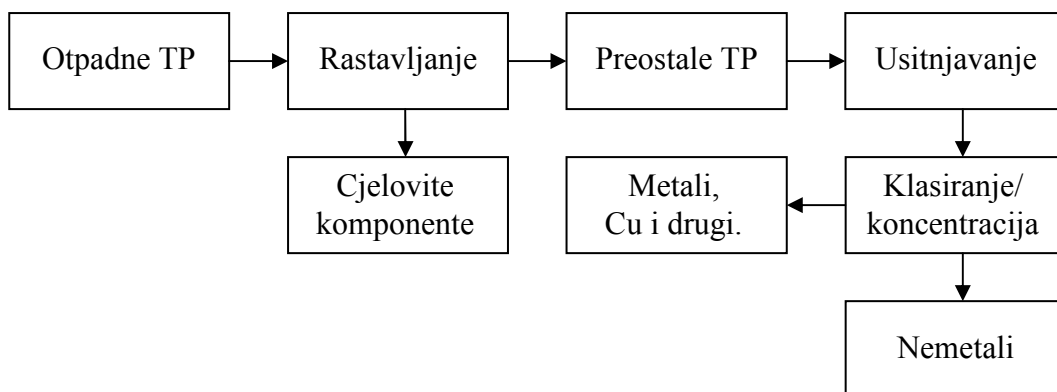 Otpadne TP
Rastavljanje
Preostale TP
Usitnjavanje
Cjelovite
komponente
Metali,
Cu i drugi.
Klasiranje/
koncentracija
Nemetali